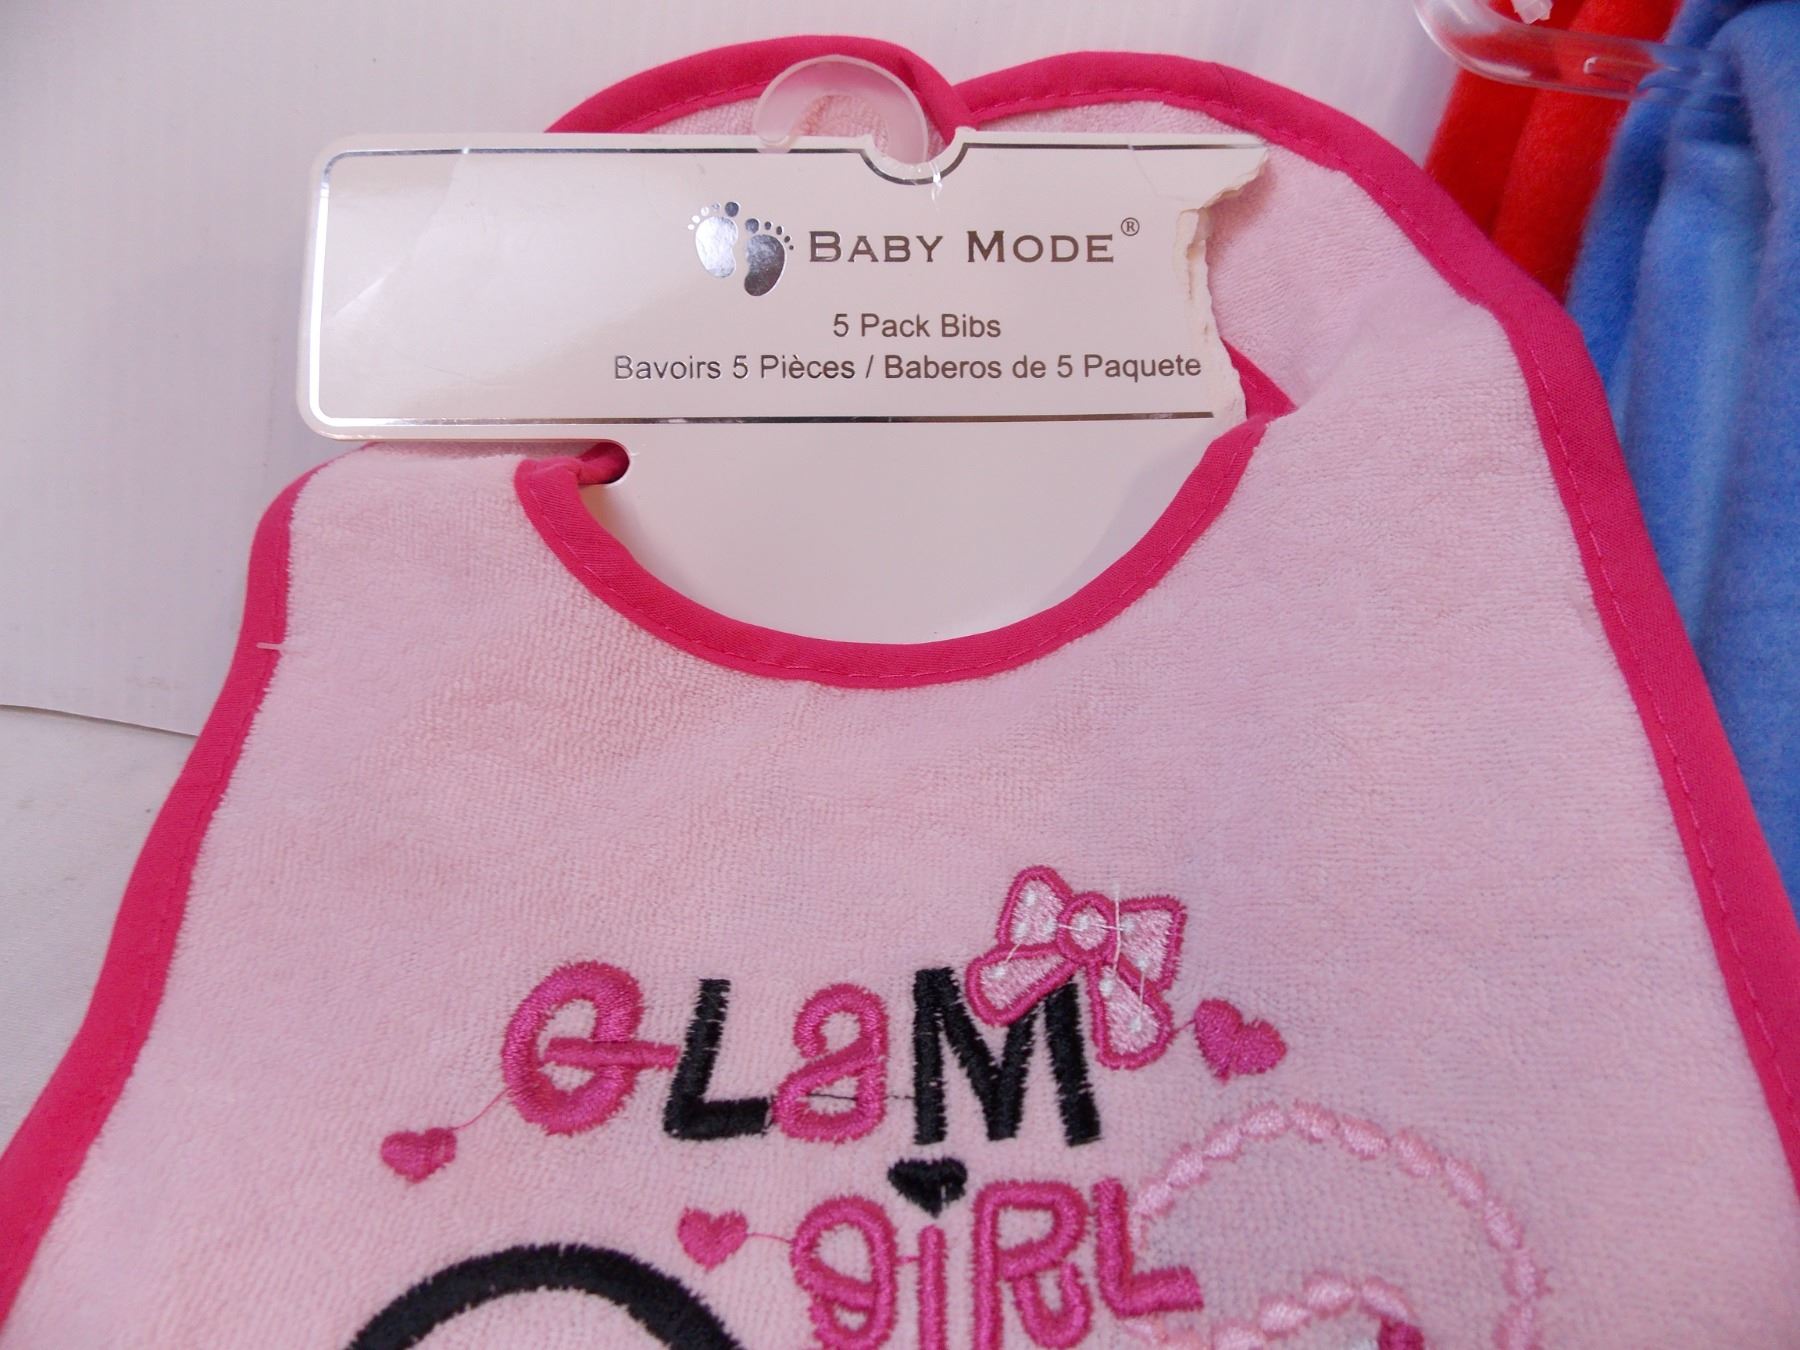 BABY MODE®
5 Pack Bibs
Bavoirs 5 Pièces / Baberos de 5 Paquete
GLaM
giRL